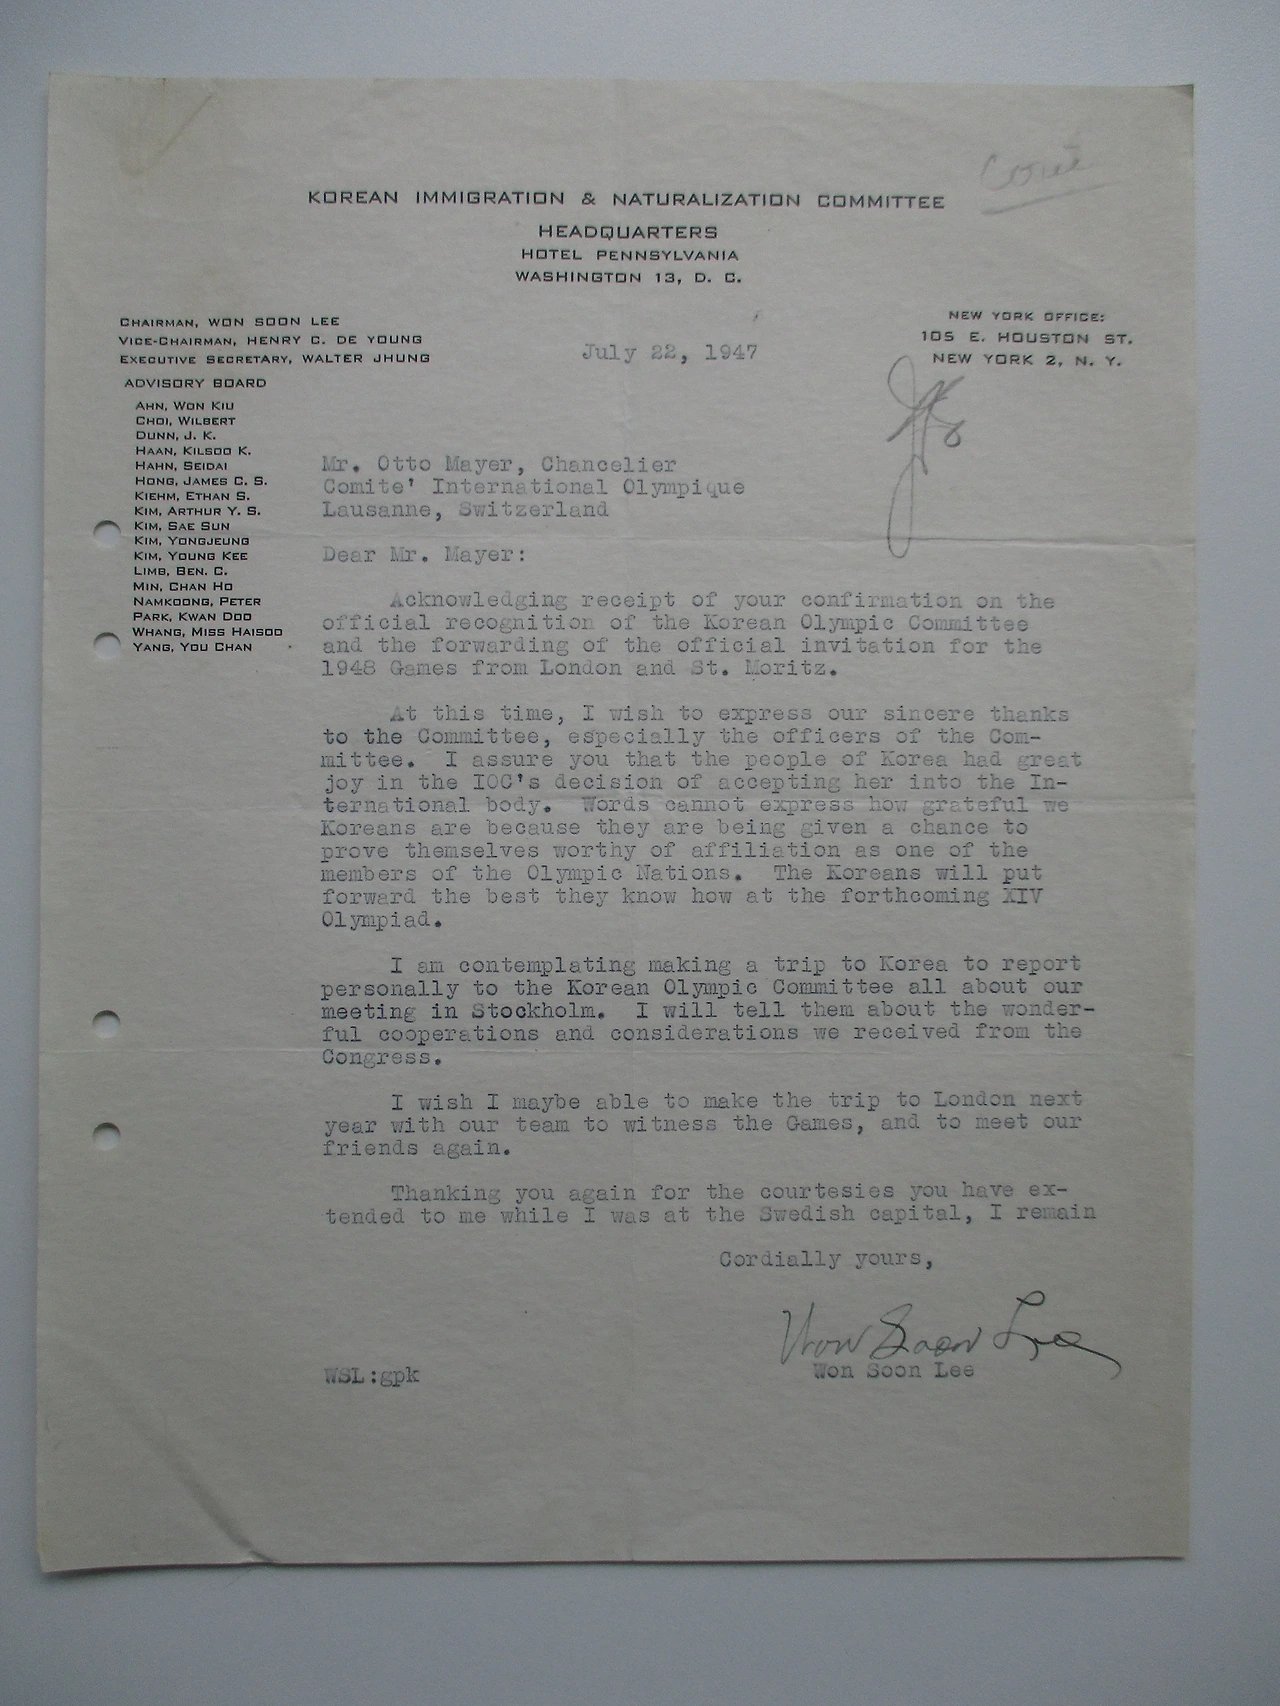 KOREAN IMMIGRATION & NATURALIZATION COMMITTEE
HEADQUARTERS
HOTEL PENNSYLVANIA
WASHINGTON 13, D. C.
CHAIRMAN, WON SOON LEE
VICE-CHAIRMAN, HENRY C. DE YOUNG
EXECUTIVE SECRETARY, WALTER JHUNG
NEW YORK OFFICE:
105 E. HOUSTON ST.
NEW YORK 2, N. Y.
July 22, 1947
ADVISORY BOARD
AHN, WON KIU
CHOI, WILBERT
DUNN, J. K.
HAAN, KILSOO K.
HAHN, SEIDAI
HONG, JAMES C. S.
KIEHM, ETHAN S.
KIM, ARTHUR Y. S.
KIM, SAE SUN
KIM, YONGJEUNG
KIM, YOUNG KEE
LIMB, BEN. C.
MIN, CHAN HO
NAMKOONG, PETER
PARK, KWAN DOO
WHANG, MISS HAISOO
YANG, YOU CHAN
Mr. Otto Mayer, Chancelier
Comite' International Olympique
Lausanne, Switzerland
Dear Mr. Mayer:
Acknowledging receipt of your confirmation on the
official recognition of the Korean Olympic Committee
and the forwarding of the official invitation for the
1948 Games from London and St. Moritz.
At this time, I wish to express our sincere thanks
to the Committee, especially the officers of the Com-
mittee. I assure you that the people of Korea had great
joy in the IOC's decision of accepting her into the In-
ternational body. Words cannot express how grateful we
Koreans are because they are being given a chance to
prove themselves worthy of affiliation as one of the
members of the Olympic Nations. The Koreans will put
forward the best they know how at the forthcoming XIV
Olympiad.
I am contemplating making a trip to Korea to report
personally to the Korean Olympic Committee all about our
meeting in Stockholm. I will tell them about the wonder-
ful cooperations and considerations we received from the
Congress.
I wish I maybe able to make the trip to London next
year with our team to witness the Games, and to meet our
friends again.
Thanking you again for the courtesies you have ex-
tended to me while I was at the Swedish capital, I remain
Cordially yours,
Won Soon Lee
Won Soon Lee
WSL:gpk